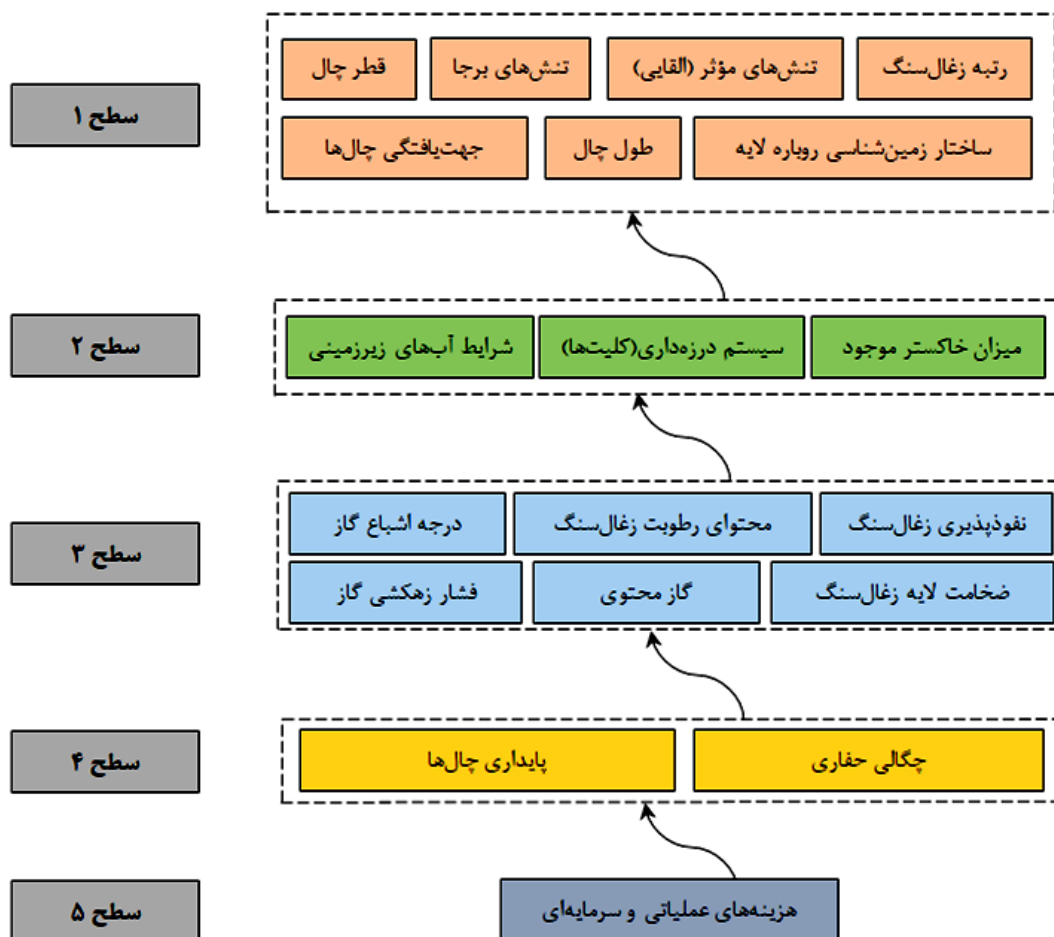 سطح ۱
رتبه زغال‌سنگ
تنش‌های مؤثر (القایی)
تنش‌های برجا
قطر چال
ساختار زمین‌شناسی روباره لایه
طول چال
جهت‌یافتگی چال‌ها
سطح ۲
میزان خاکستر موجود
سیستم درزه‌داری(کلیت‌ها)
شرایط آب‌های زیرزمینی
سطح ۳
نفوذپذیری زغال‌سنگ
محتوای رطوبت زغال‌سنگ
درجه اشباع گاز
ضخامت لایه زغال‌سنگ
گاز محتوی
فشار زهکشی گاز
سطح ۴
چگالی حفاری
پایداری چال‌ها
سطح ۵
هزینه‌های عملیاتی و سرمایه‌ای